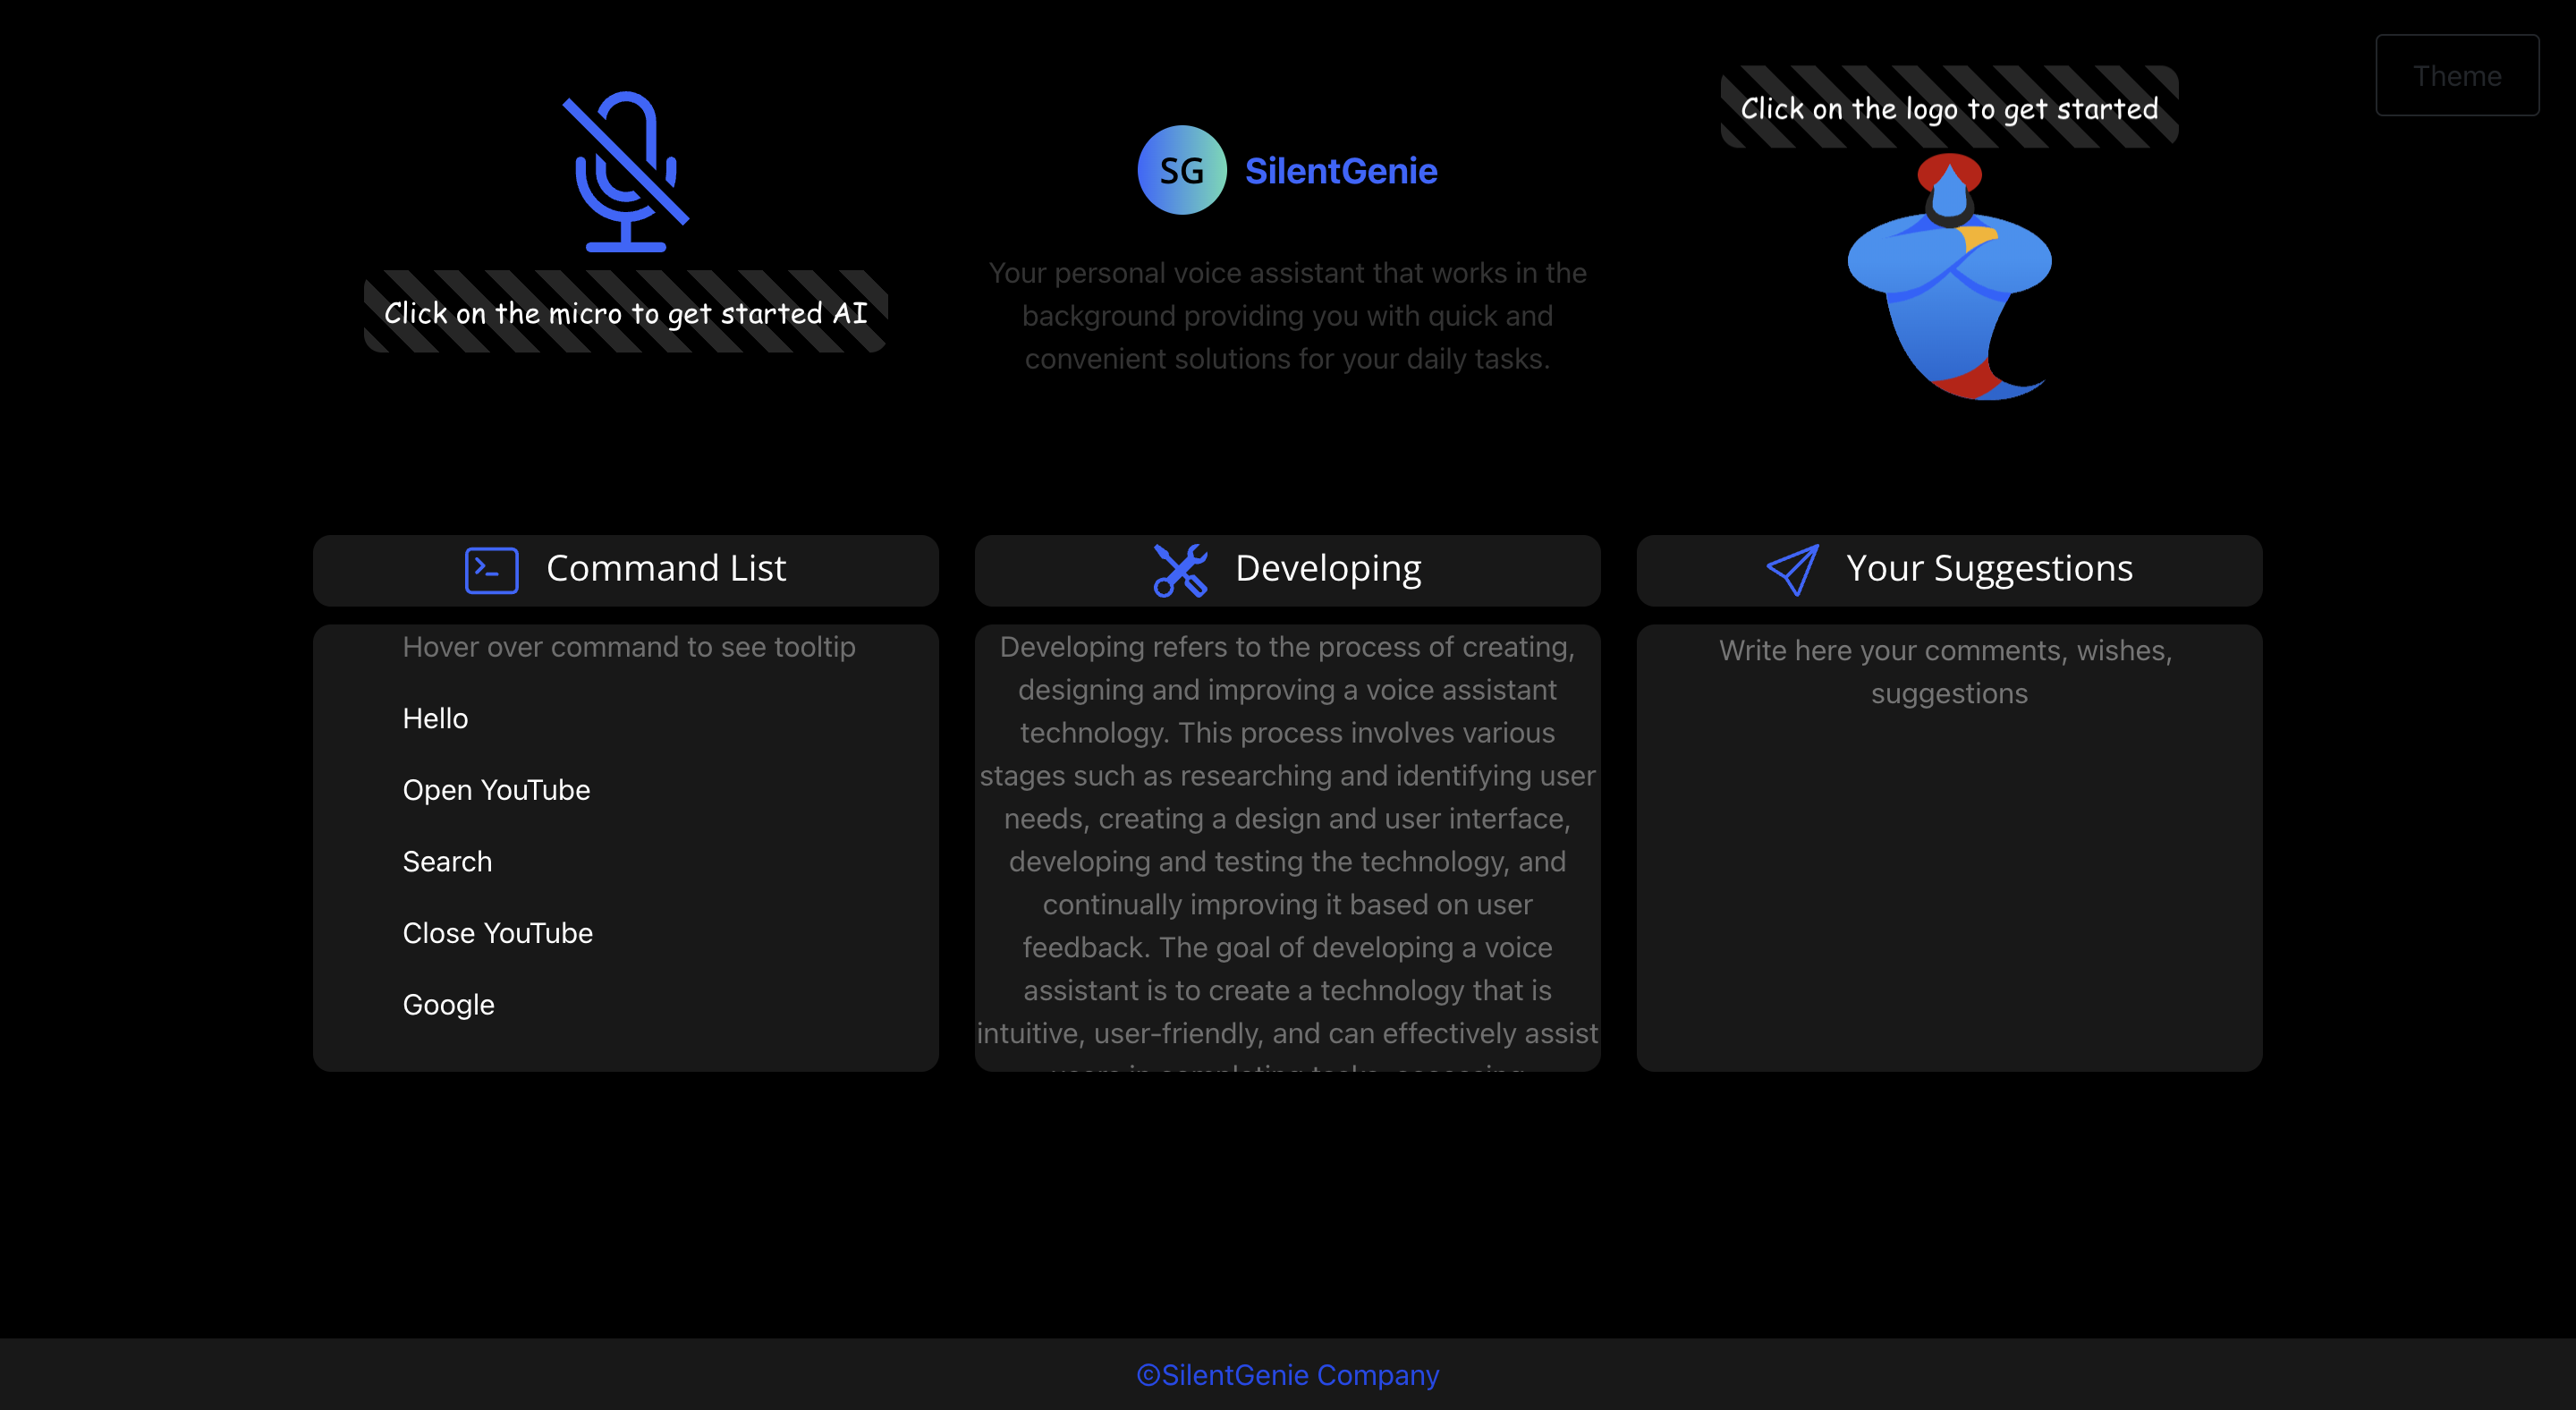 Theme
Click on the logo to get started
SG
SilentGenie
Click on the micro to get started AI
Your personal voice assistant that works in the
background providing you with quick and
convenient solutions for your daily tasks.
Command List
Hover over command to see tooltip
Hello
Open YouTube
Search
Close YouTube
Google
Developing
Developing refers to the process of creating,
designing and improving a voice assistant
technology. This process involves various
stages such as researching and identifying user
needs, creating a design and user interface,
developing and testing the technology, and
continually improving it based on user
feedback. The goal of developing a voice
assistant is to create a technology that is
intuitive, user-friendly, and can effectively assist
users in completing tasks, accessing
Your Suggestions
Write here your comments, wishes,
suggestions
©SilentGenie Company